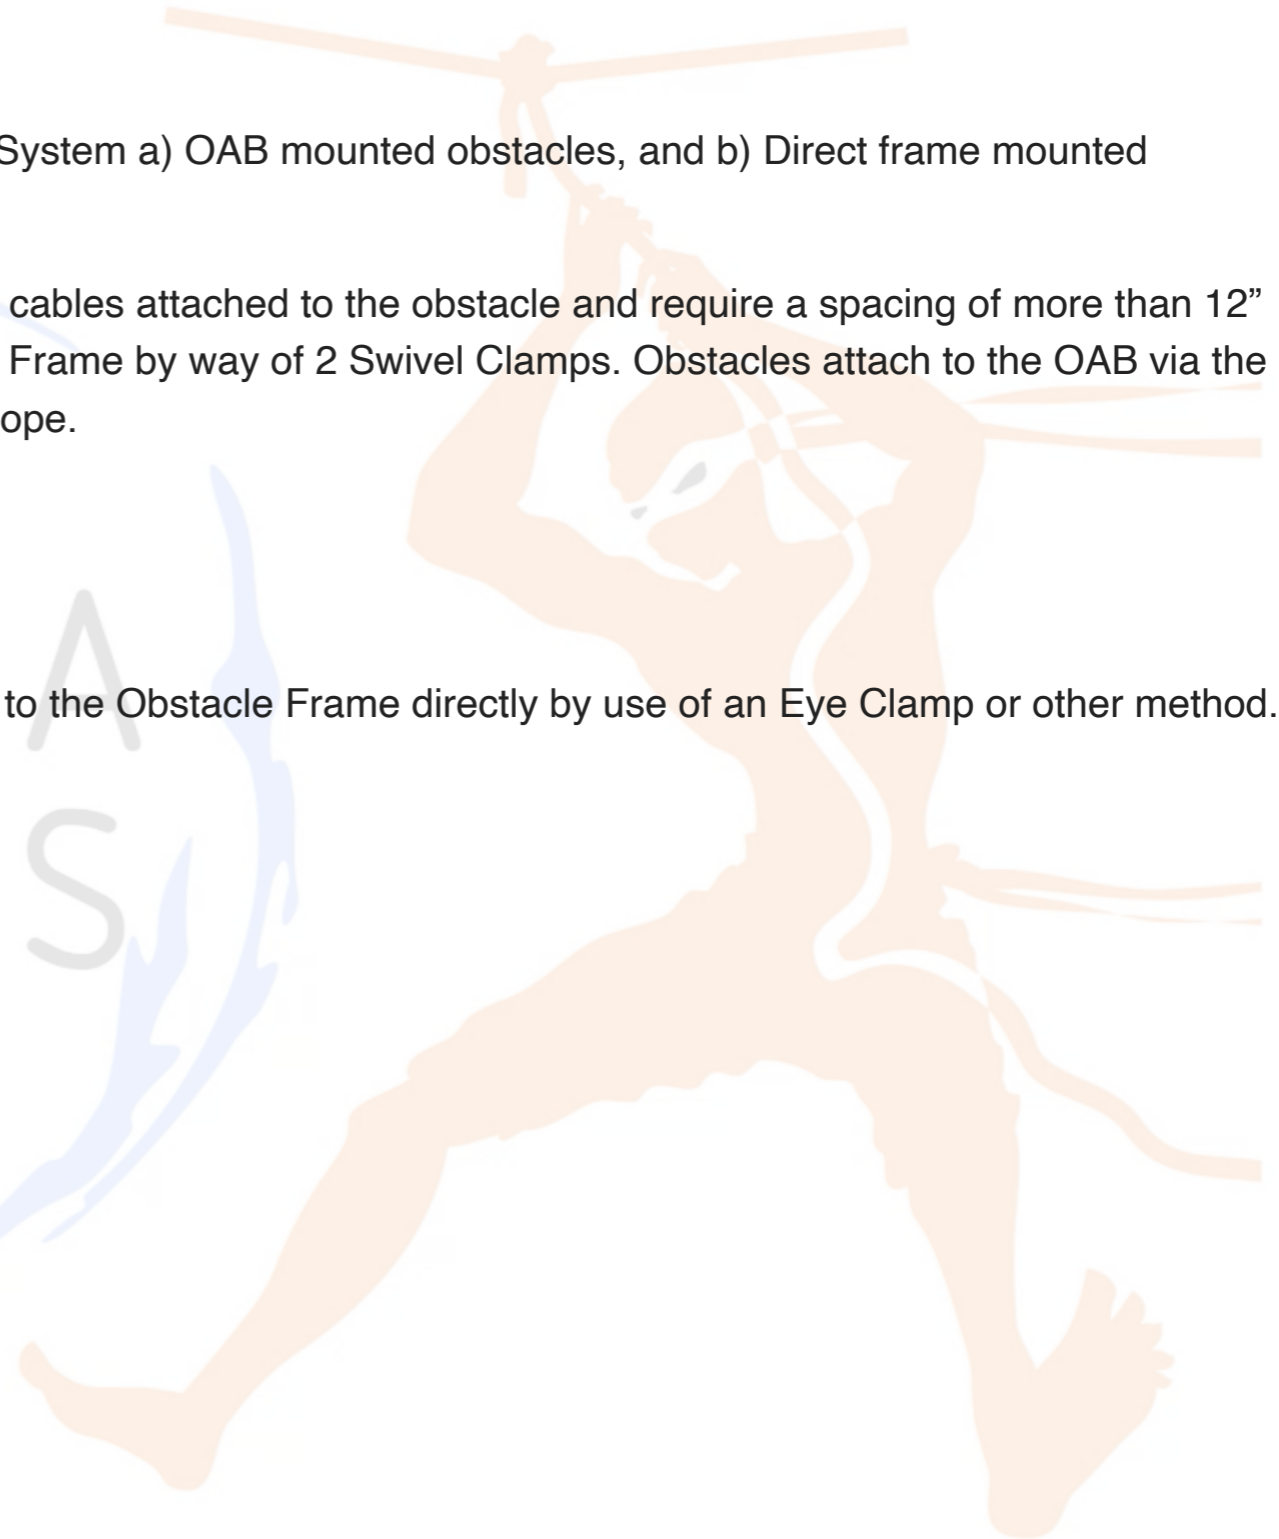 System a) OAB mounted obstacles, and b) Direct frame mounted
cables attached to the obstacle and require a spacing of more than 12”
Frame by way of 2 Swivel Clamps. Obstacles attach to the OAB via the
ope.
A
to the Obstacle Frame directly by use of an Eye Clamp or other method.
S